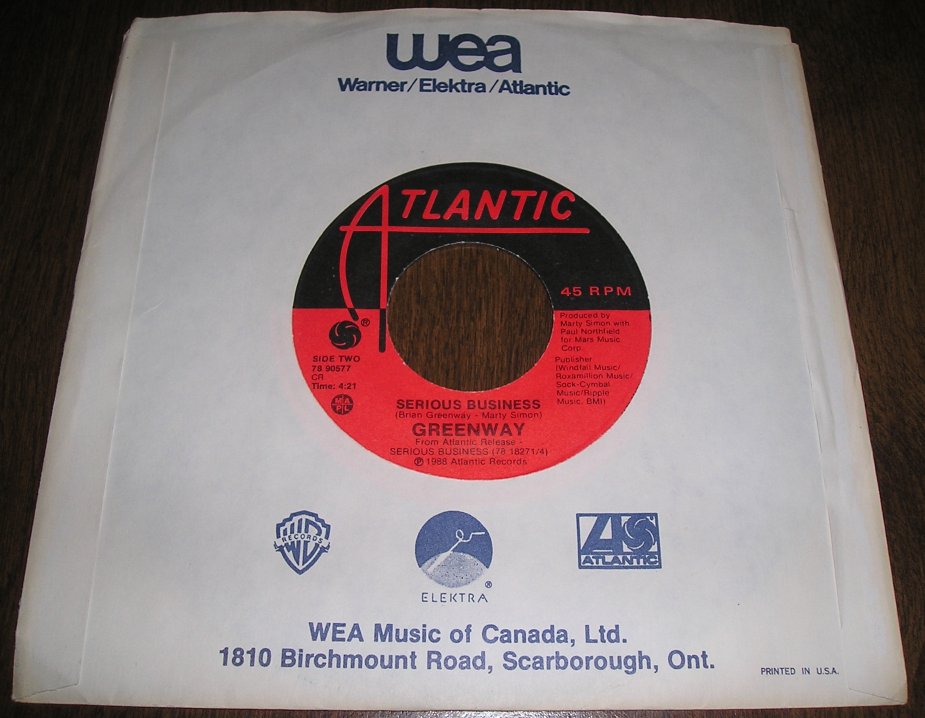 wea
Warner/Elektra/Atlantic
ATLANTIC
45 RPM
Produced by
Marty Simon with
Paul Northfield
for Mars Music
Corp.
Publisher
(Windfall Music/
Roxamillion Music/
Sock-Cymbal
Music/Ripple
Music, BMI)
®
SIDE TWO
78 90577
CR
Time: 4:21
MAPL
SERIOUS BUSINESS
(Brian Greenway - Marty Simon)
GREENWAY
From Atlantic Release -
SERIOUS BUSINESS (78 18271/4)
℗ 1988 Atlantic Records
WB
RECORDS
®
ELEKTRA
ATLANTIC
WEA Music of Canada, Ltd.
1810 Birchmount Road, Scarborough, Ont.
PRINTED IN U.S.A.